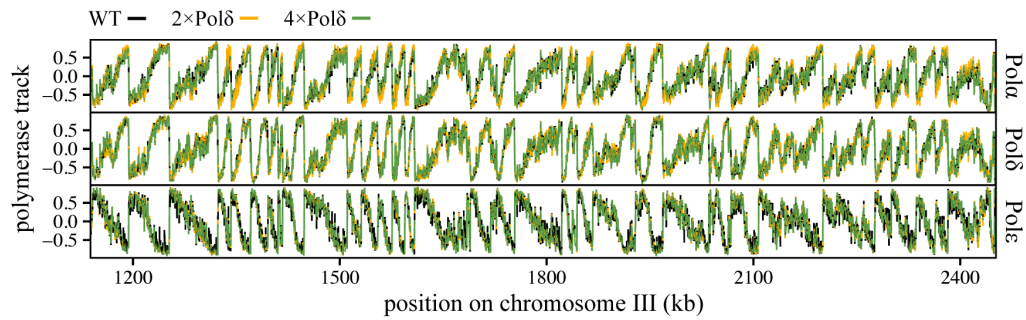 WT 2×Polδ 4×Polδ
0.5
0.0
−0.5
Polα
0.5
0.0
−0.5
Polδ
0.5
0.0
−0.5
Polε
polymerase track
1200 1500 1800 2100 2400
position on chromosome III (kb)